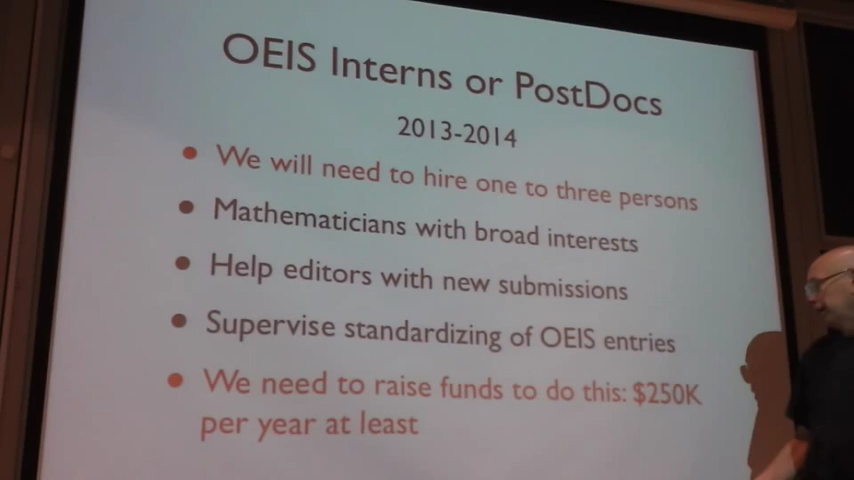 OEIS Interns or PostDocs
2013-2014
• We will need to hire one to three persons
• Mathematicians with broad interests
• Help editors with new submissions
• Supervise standardizing of OEIS entries
• We need to raise funds to do this: $250K
per year at least